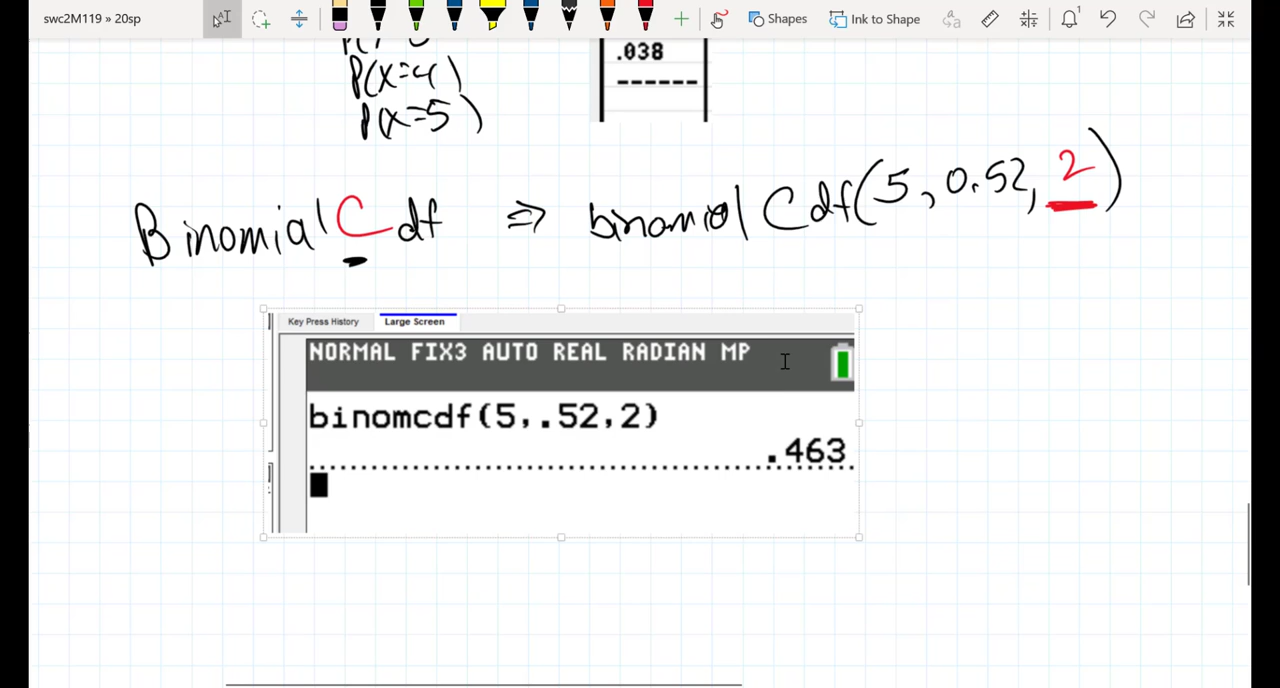 swc2M119 » 20sp
Shapes
Ink to Shape
.038
------
P(x=4)
P(x=5)
Binomial C df ⇒ binomial Cdf(5, 0.52, 2)
Key Press History
Large Screen
NORMAL FIX3 AUTO REAL RADIAN MP
binomcdf(5,.52,2)
.463